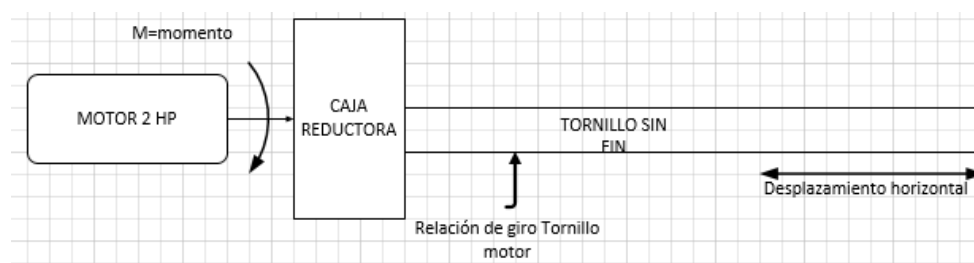 M=momento
MOTOR 2 HP
CAJA
REDUCTORA
TORNILLO SIN
FIN
Desplazamiento horizontal
Relación de giro Tornillo
motor